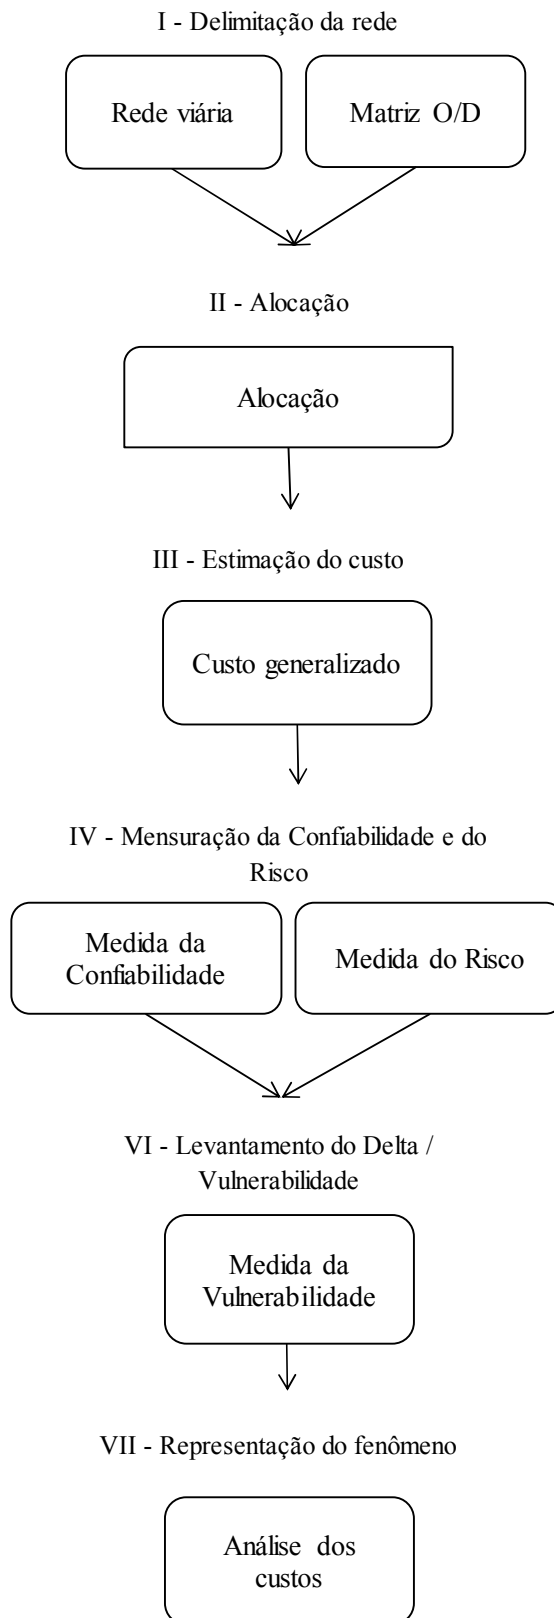 I - Delimitação da rede
Rede viária
Matriz O/D
II - Alocação
Alocação
III - Estimação do custo
Custo generalizado
IV - Mensuração da Confiabilidade e do
Risco
Medida da
Confiabilidade
Medida do Risco
VI - Levantamento do Delta /
Vulnerabilidade
Medida da
Vulnerabilidade
VII - Representação do fenômeno
Análise dos
custos